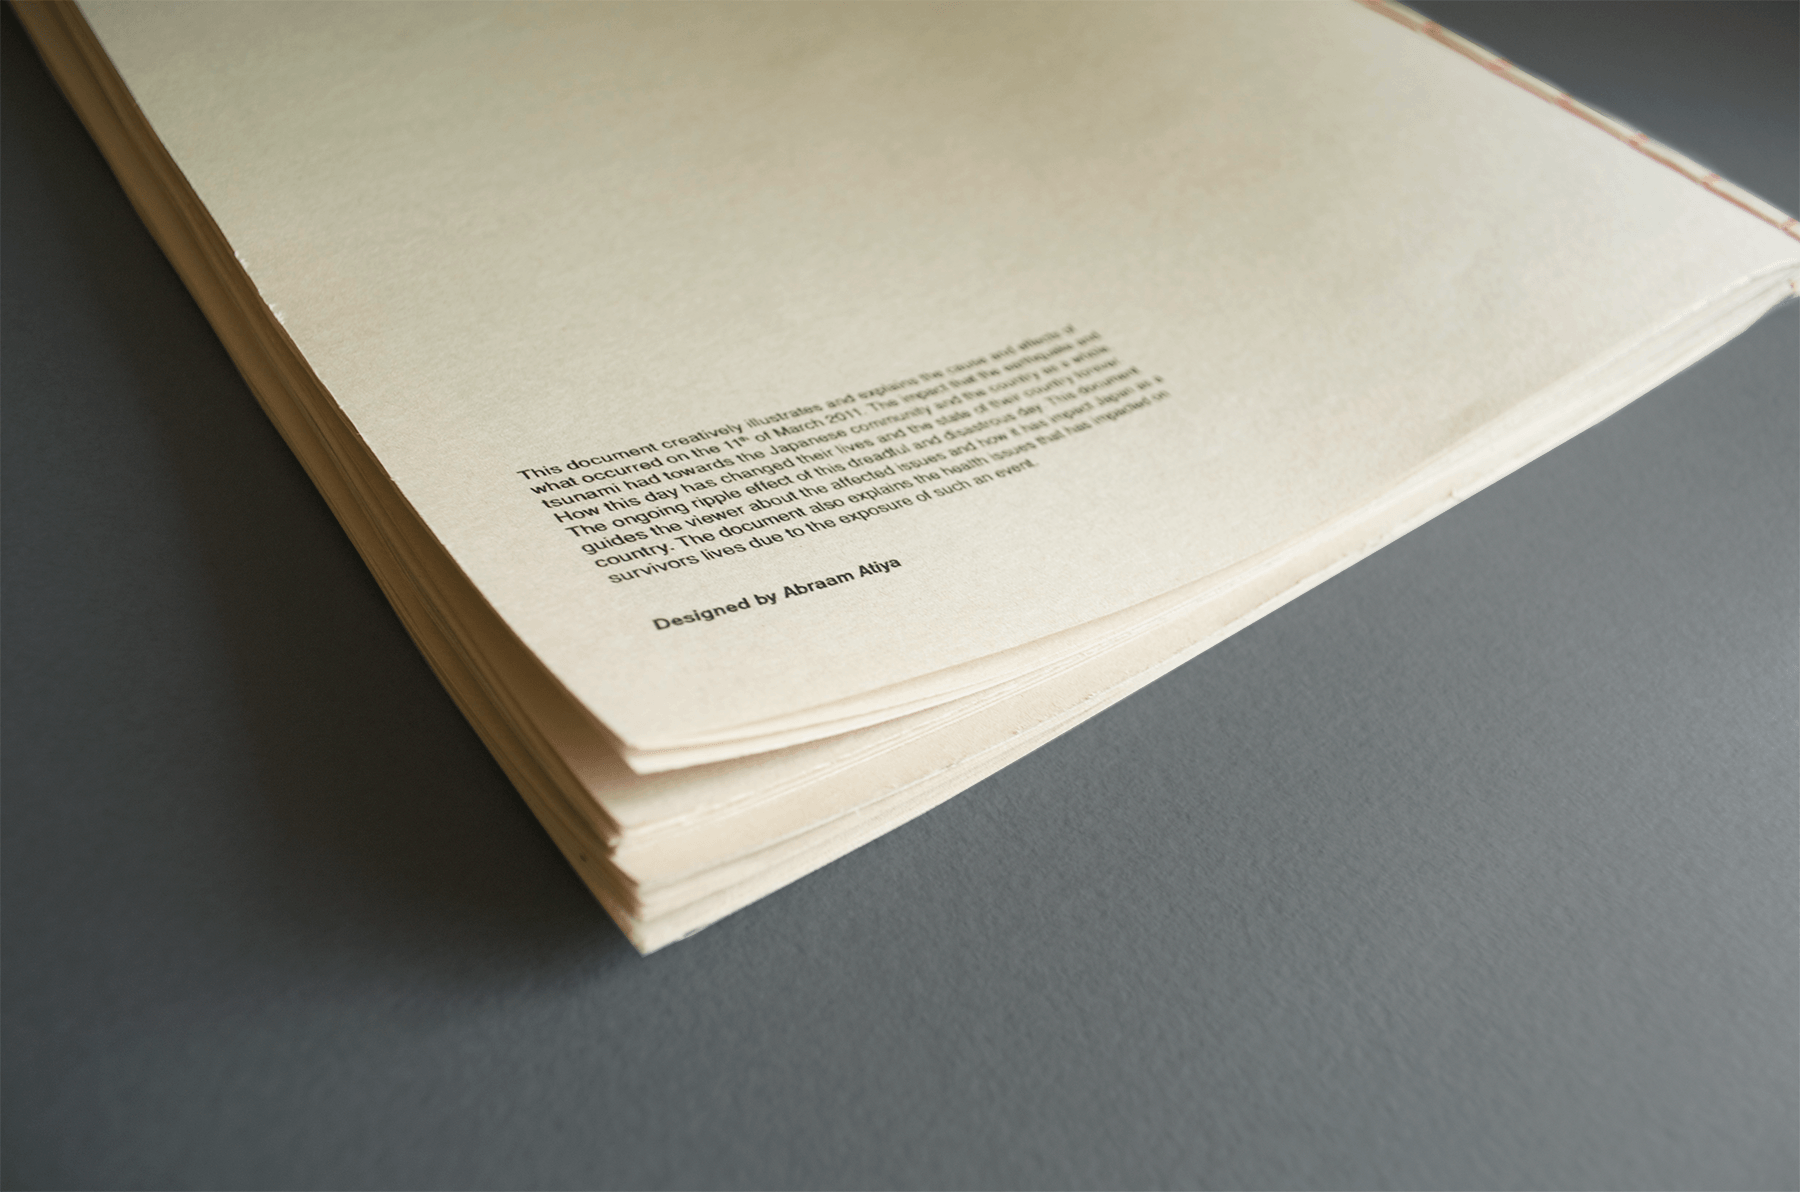 This document creatively illustrates and explains the cause and effects of
what occurred on the 11th of March 2011. The impact that the earthquake and
tsunami had towards the Japanese community and the country as a whole.
How this day has changed their lives and the state of their country forever.
The ongoing ripple effect of this dreadful and disastrous day. This document
guides the viewer about the affected issues and how it has impact Japan as a
country. The document also explains the health issues that has impacted on
survivors lives due to the exposure of such an event.
Designed by Abraam Atiya